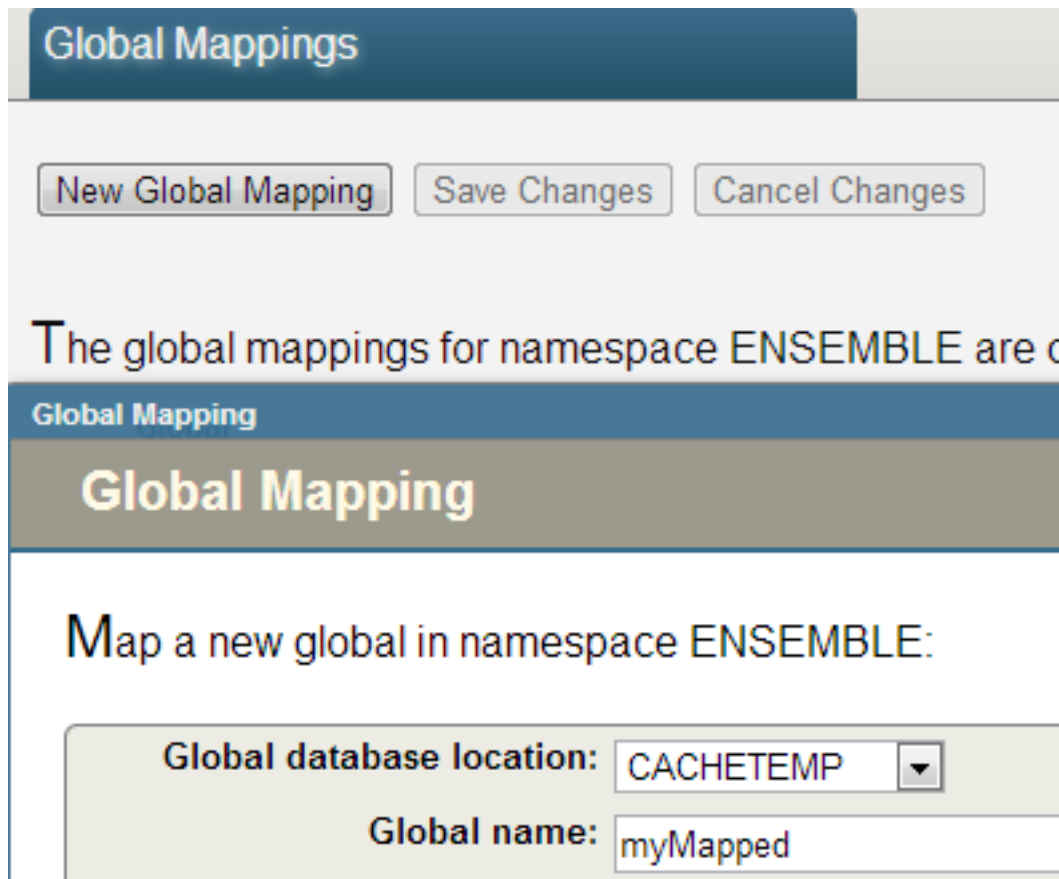 Global Mappings
New Global Mapping Save Changes Cancel Changes
The global mappings for namespace ENSEMBLE are
Global Mapping
Global
Global Mapping
Map a new global in namespace ENSEMBLE:
Global database location: CACHETEMP
Global name: myMapped